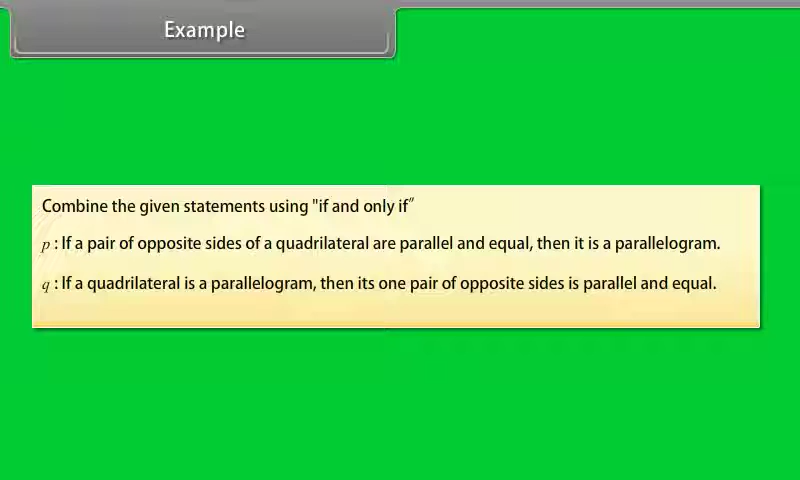 Example
Combine the given statements using "if and only if"
p : If a pair of opposite sides of a quadrilateral are parallel and equal, then it is a parallelogram.
q : If a quadrilateral is a parallelogram, then its one pair of opposite sides is parallel and equal.